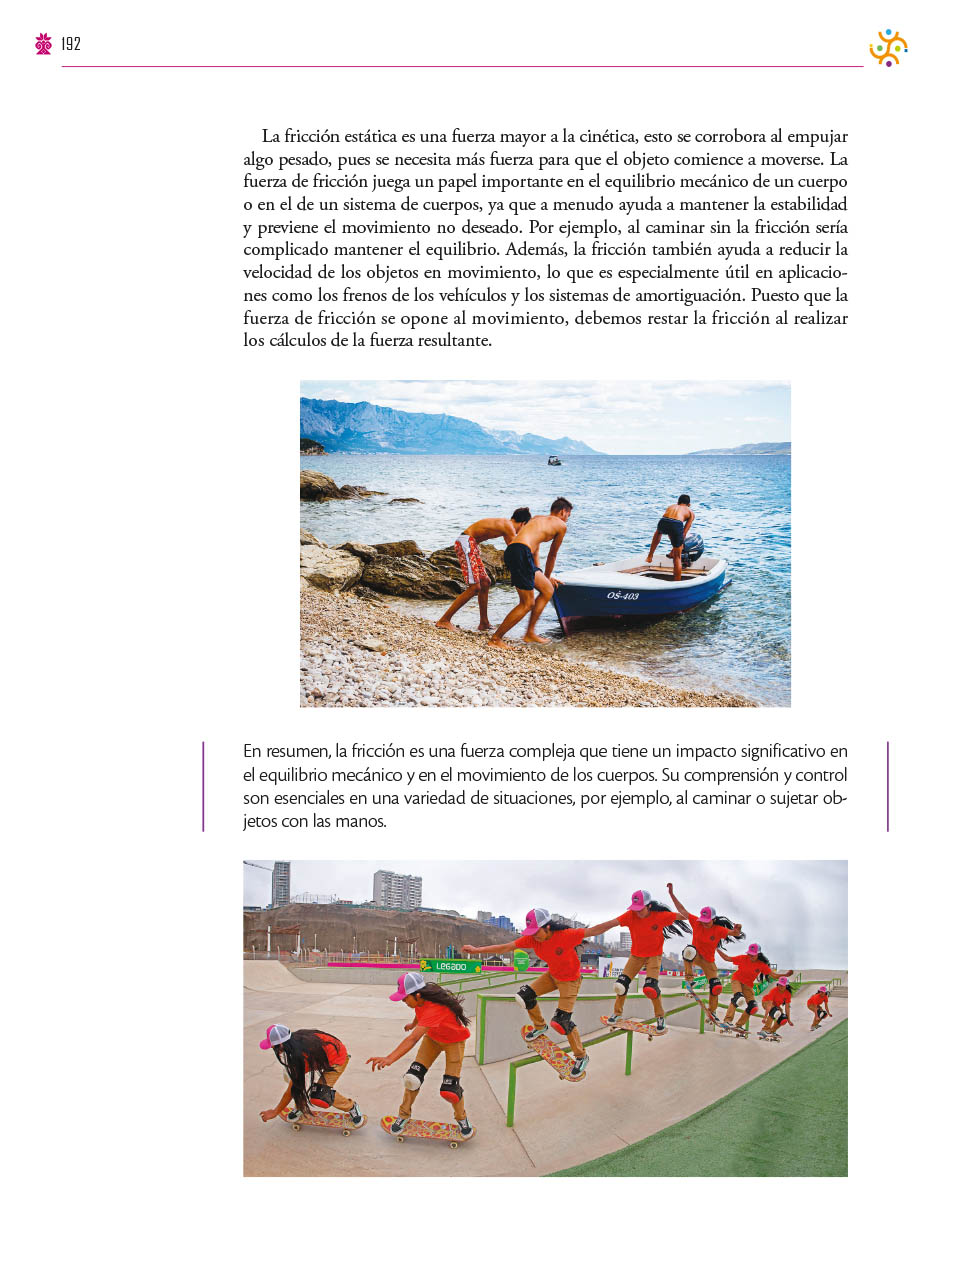 192
La fricción estática es una fuerza mayor a la cinética, esto se corrobora al empujar
algo pesado, pues se necesita más fuerza para que el objeto comience a moverse. La
fuerza de fricción juega un papel importante en el equilibrio mecánico de un cuerpo
o en el de un sistema de cuerpos, ya que a menudo ayuda a mantener la estabilidad
y previene el movimiento no deseado. Por ejemplo, al caminar sin la fricción sería
complicado mantener el equilibrio. Además, la fricción también ayuda a reducir la
velocidad de los objetos en movimiento, lo que es especialmente útil en aplicacio-
nes como los frenos de los vehículos y los sistemas de amortiguación. Puesto que la
fuerza de fricción se opone al movimiento, debemos restar la fricción al realizar
los cálculos de la fuerza resultante.
OŠ-403
En resumen, la fricción es una fuerza compleja que tiene un impacto significativo en
el equilibrio mecánico y en el movimiento de los cuerpos. Su comprensión y control
son esenciales en una variedad de situaciones, por ejemplo, al caminar o sujetar ob-
jetos con las manos.
LEGADO